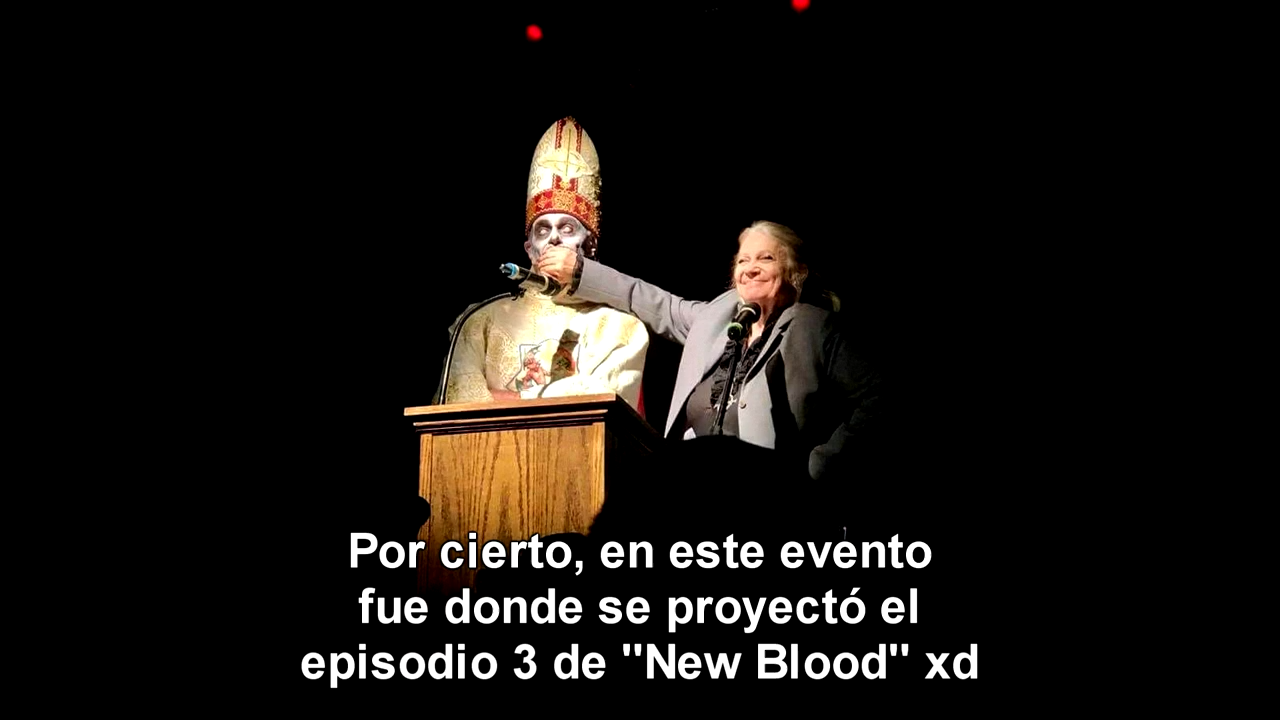 Por cierto, en este evento
fue donde se proyectó el
episodio 3 de "New Blood" xd